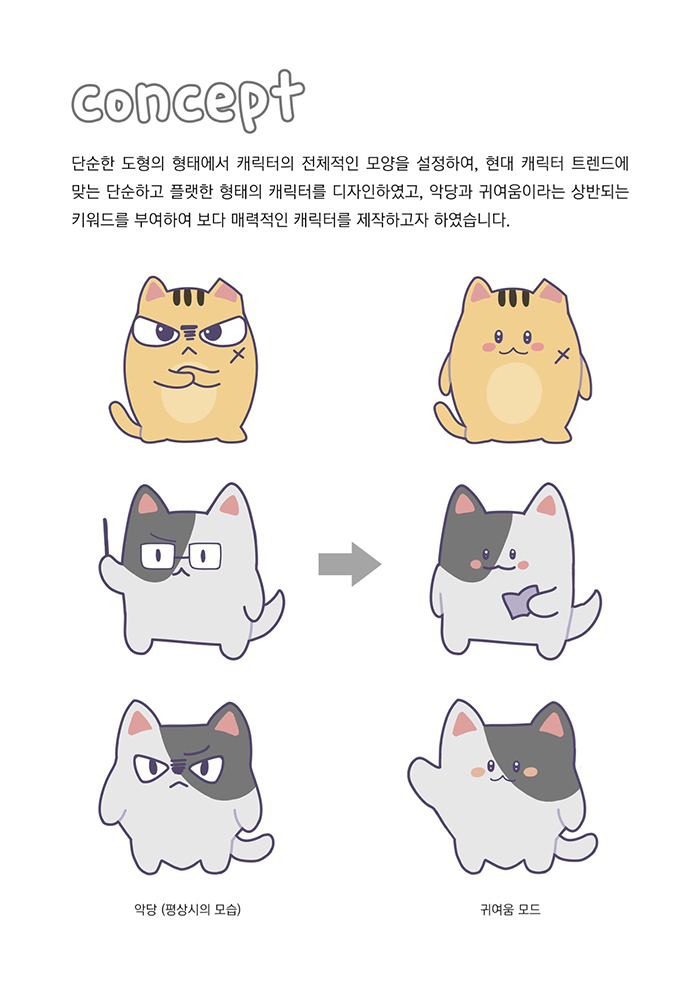 concept
단순한 도형의 형태에서 캐릭터의 전체적인 모양을 설정하여, 현대 캐릭터 트렌드에
맞는 단순하고 플랫한 형태의 캐릭터를 디자인하였고, 악당과 귀여움이라는 상반되는
키워드를 부여하여 보다 매력적인 캐릭터를 제작하고자 하였습니다.
악당 (평상시의 모습)
귀여움 모드